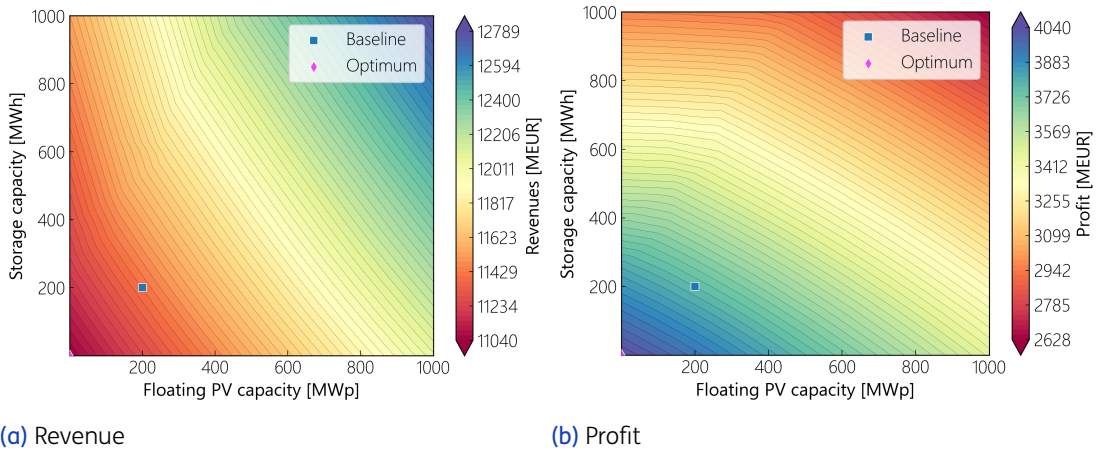 1000
800
600
400
200
Storage capacity [MWh]
200 400 600 800 1000
Floating PV capacity [MWp]
Baseline
Optimum
12789
12594
12400
12206
12011
11817
11623
11429
11234
11040
Revenues [MEUR]
(a) Revenue
1000
800
600
400
200
Storage capacity [MWh]
200 400 600 800 1000
Floating PV capacity [MWp]
Baseline
Optimum
4040
3883
3726
3569
3412
3255
3099
2942
2785
2628
Profit [MEUR]
(b) Profit